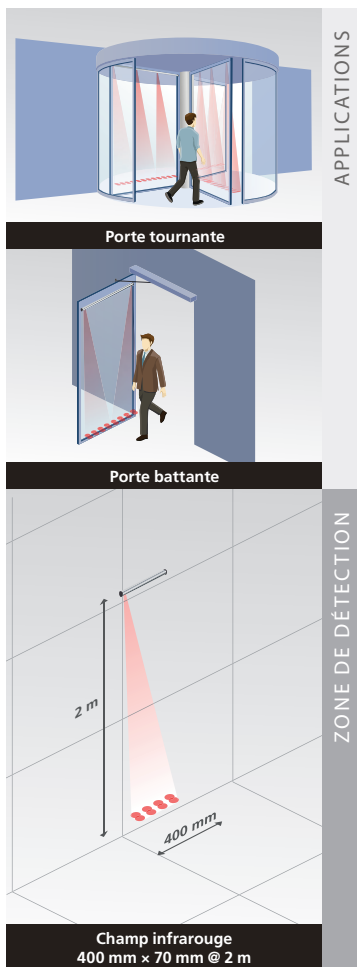 APPLICATIONS
Porte tournante
Porte battante
ZONE DE DÉTECTION
2 m
400 mm
Champ infrarouge
400 mm × 70 mm @ 2 m